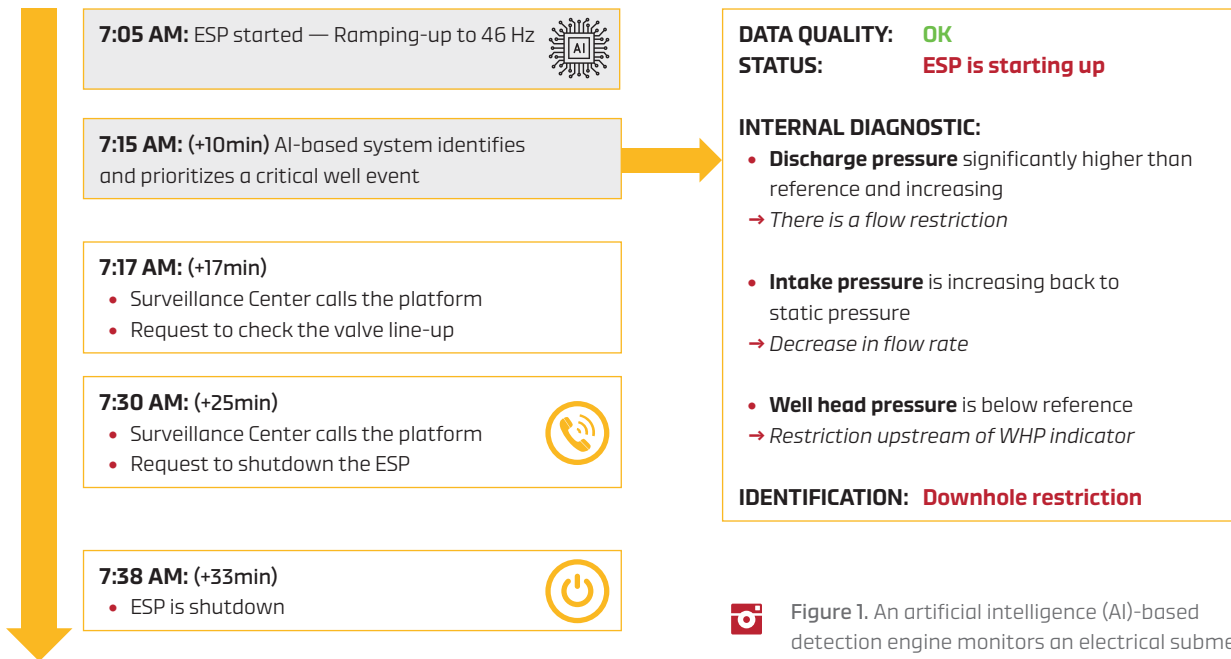 7:05 AM: ESP started — Ramping-up to 46 Hz
AI
7:15 AM: (+10min) AI-based system identifies
and prioritizes a critical well event
7:17 AM: (+17min)
• Surveillance Center calls the platform
• Request to check the valve line-up
7:30 AM: (+25min)
• Surveillance Center calls the platform
• Request to shutdown the ESP
7:38 AM: (+33min)
• ESP is shutdown
DATA QUALITY: OK
STATUS: ESP is starting up
INTERNAL DIAGNOSTIC:
• Discharge pressure significantly higher than
reference and increasing
→ There is a flow restriction
• Intake pressure is increasing back to
static pressure
→ Decrease in flow rate
• Well head pressure is below reference
→ Restriction upstream of WHP indicator
IDENTIFICATION: Downhole restriction
Figure 1. An artificial intelligence (AI)-based
detection engine monitors an electrical subme